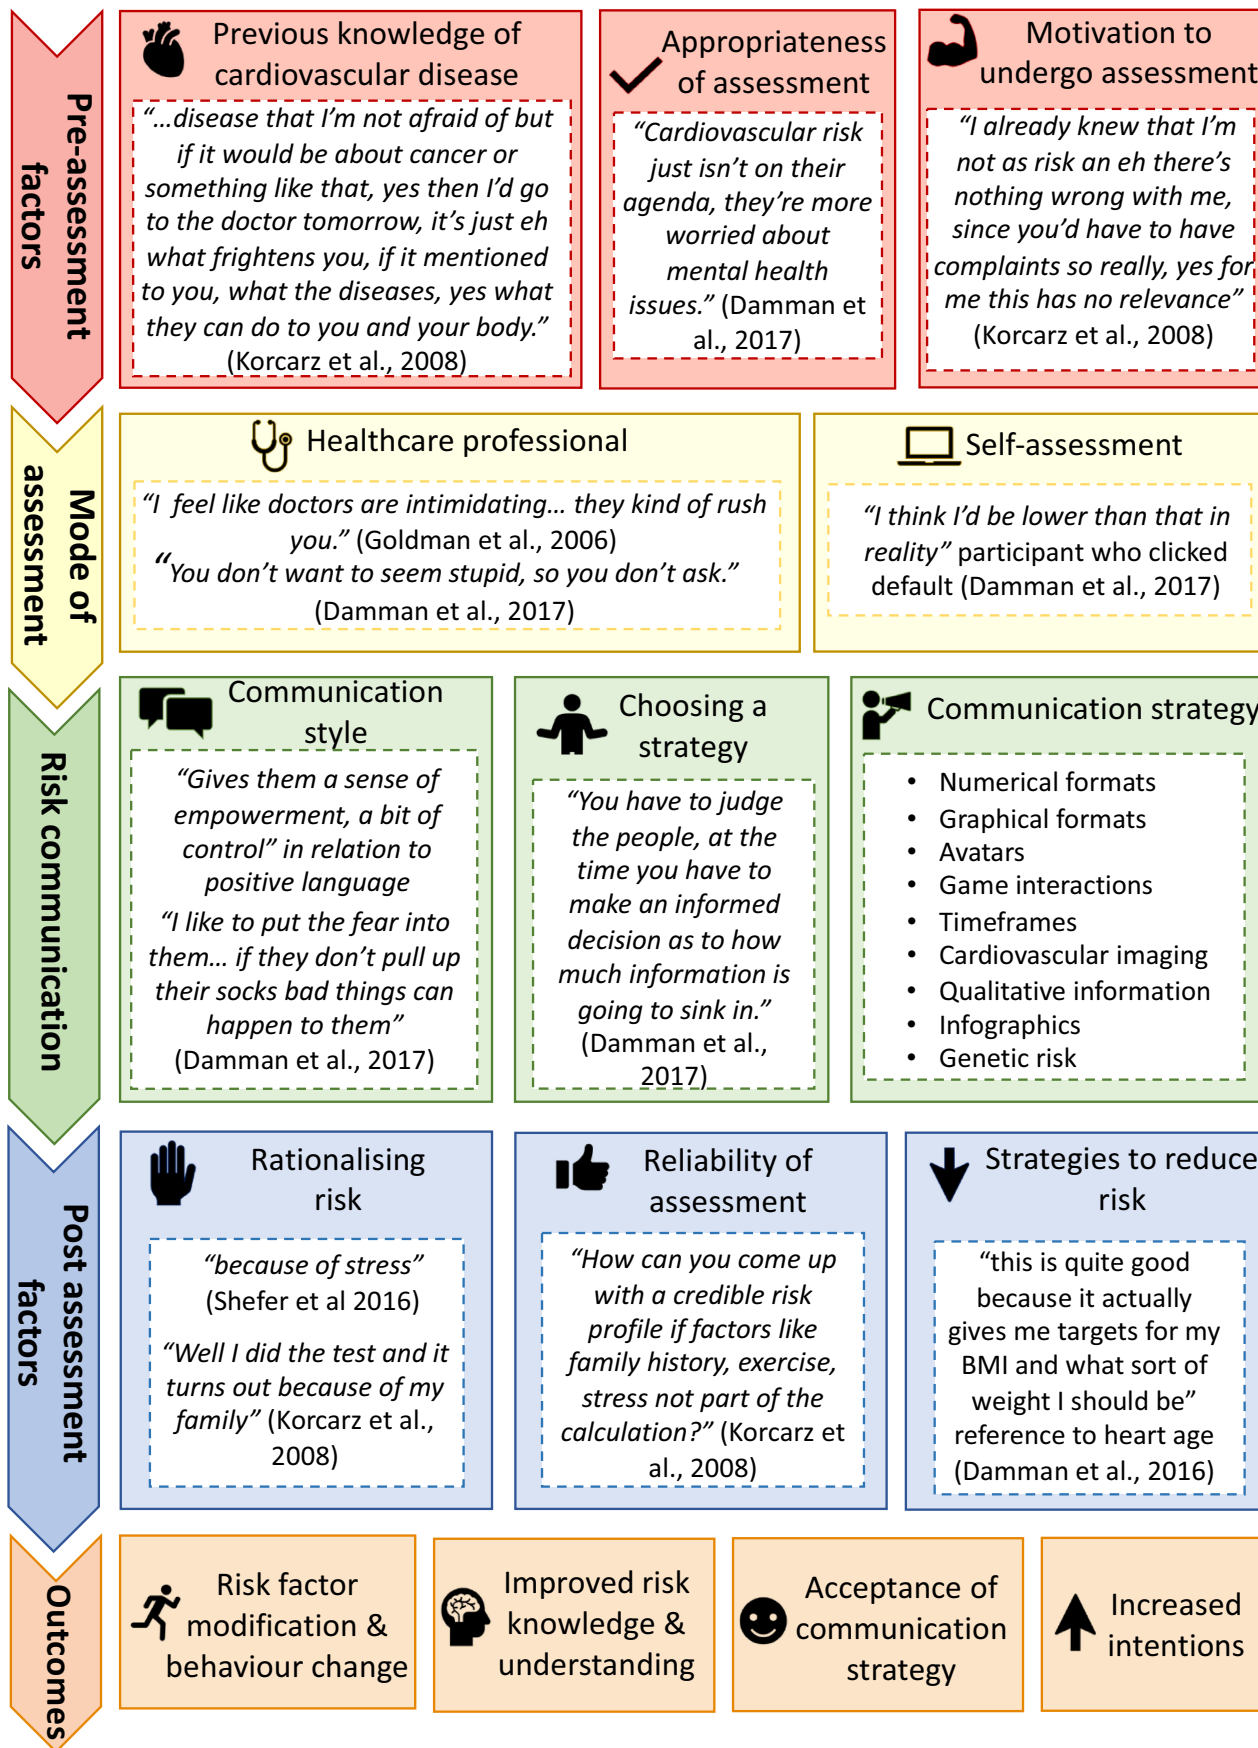 Pre-assessment
factors
Previous knowledge of
cardiovascular disease
“...disease that I’m not afraid of but
if it would be about cancer or
something like that, yes then I’d go
to the doctor tomorrow, it’s just eh
what frightens you, if it mentioned
to you, what the diseases, yes what
they can do to you and your body.”
(Korcarz et al., 2008)
Appropriateness
of assessment
“Cardiovascular risk
just isn’t on their
agenda, they’re more
worried about
mental health
issues.” (Damman et
al., 2017)
Motivation to
undergo assessment
“I already knew that I’m
not as risk an eh there’s
nothing wrong with me,
since you’d have to have
complaints so really, yes for
me this has no relevance”
(Korcarz et al., 2008)
Mode of
assessment
Healthcare professional
“I feel like doctors are intimidating... they kind of rush
you.” (Goldman et al., 2006)
“You don’t want to seem stupid, so you don’t ask.”
(Damman et al., 2017)
Self-assessment
“I think I’d be lower than that in
reality” participant who clicked
default (Damman et al., 2017)
Risk communication
Communication
style
“Gives them a sense of
empowerment, a bit of
control” in relation to
positive language
“I like to put the fear into
them... if they don’t pull up
their socks bad things can
happen to them”
(Damman et al., 2017)
Choosing a
strategy
“You have to judge
the people, at the
time you have to
make an informed
decision as to how
much information is
going to sink in.”
(Damman et al.,
2017)
Communication strategy
• Numerical formats
• Graphical formats
• Avatars
• Game interactions
• Timeframes
• Cardiovascular imaging
• Qualitative information
• Infographics
• Genetic risk
Post assessment
factors
Rationalising
risk
“because of stress”
(Shefer et al 2016)
“Well I did the test and it
turns out because of my
family” (Korcarz et al.,
2008)
Reliability of
assessment
“How can you come up
with a credible risk
profile if factors like
family history, exercise,
stress not part of the
calculation?” (Korcarz et
al., 2008)
Strategies to reduce
risk
“this is quite good
because it actually
gives me targets for my
BMI and what sort of
weight I should be”
reference to heart age
(Damman et al., 2016)
Outcomes
Risk factor
modification &
behaviour change
Improved risk
knowledge &
understanding
Acceptance of
communication
strategy
Increased
intentions